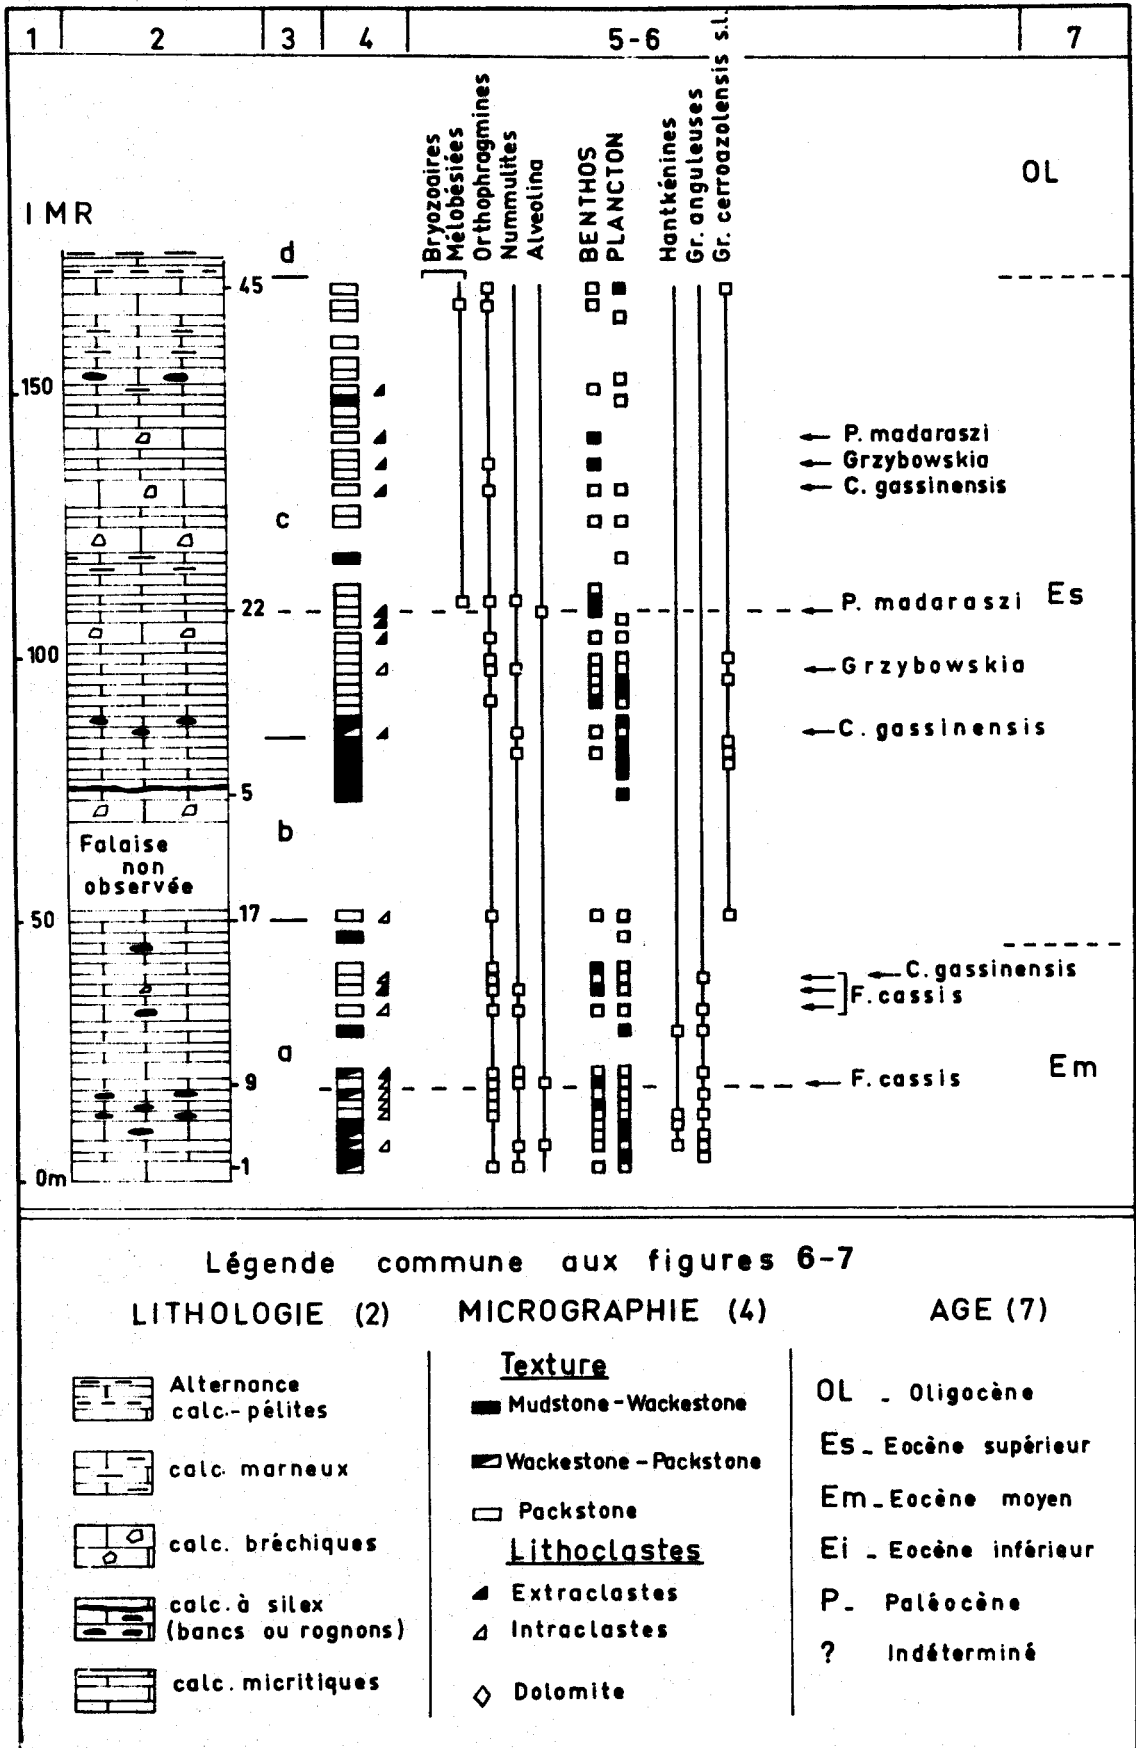 1 2 3 4 5-6 7
Bryozoaires
Mélobésiées
Orthophragmines
Nummulites
Alveolina
BENTHOS
PLANCTON
Hantkénines
Gr. anguleuses
Gr. cerroazolensis s.l.
OL
IMR
d
45
150
P. madaraszi
Grzybowskia
C. gassinensis
c
22
P. madaraszi
Es
100
Grzybowskia
C. gassinensis
5
b
Falaise
non
observée
50
17
C. gassinensis
F. cassis
a
Em
9
F. cassis
1
0m
Légende commune aux figures 6-7
LITHOLOGIE (2)
Alternance
calc.-pélites
calc. marneux
calc. bréchiques
calc. à silex
(bancs ou rognons)
calc. micritiques
MICROGRAPHIE (4)
Texture
Mudstone-Wackestone
Wackestone-Packstone
Packstone
Lithoclastes
Extraclastes
Intraclastes
Dolomite
AGE (7)
OL - Oligocène
Es - Eocène supérieur
Em - Eocène moyen
Ei - Eocène inférieur
P - Paléocène
? Indéterminé